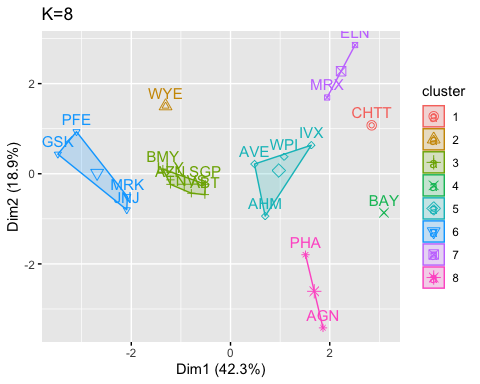 K=8
ELN
MRX
WYE
CHTT
PFE
IVX
GSK
WPI
AVE
BMY
SGP
MRK
JNJ
AHM
BAY
PHA
AGN
2
0
-2
-2
0
2
Dim2 (18.9%)
Dim1 (42.3%)
cluster
1
2
3
4
5
6
7
8